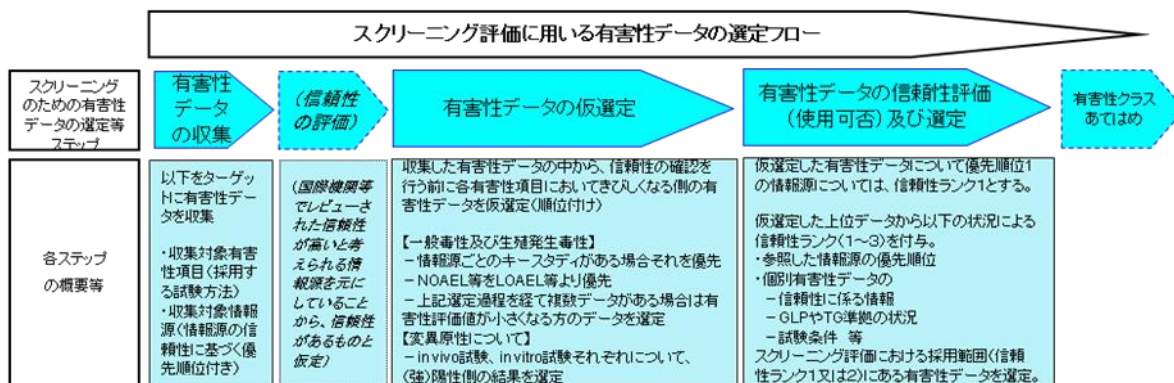 スクリーニング評価に用いる有害性データの選定フロー
スクリーニング
のための有害性
データの選定等
ステップ
有害性
データ
の収集
(信頼性
の評価)
有害性データの仮選定
有害性データの信頼性評価
(使用可否)及び選定
有害性クラス
あてはめ
各ステップ
の概要等
以下をターゲッ
トに有害性デー
タを収集
・収集対象有害
性項目(採用す
る試験方法)
・収集対象情報
源(情報源の信
頼性に基づく優
先順位付き)
(国際機関等
でレビューさ
れた信頼性
が高いと考
えられる情
報源を元に
していること
から、信頼性
があるものと
仮定)
収集した有害性データの中から、信頼性の確認を
行う前に各有害性項目においてきびしくなる側の有
害性データを仮選定(順位付け)
【一般毒性及び生殖発生毒性】
－情報源ごとのキースタディがある場合それを優先
－NOAEL等をLOAEL等より優先
－上記選定過程を経て複数データがある場合は有
害性評価値が小さくなる方のデータを選定
【変異原性について】
－in vivo試験、in vitro試験それぞれについて、
(強)陽性側の結果を選定
仮選定した有害性データについて優先順位1
の情報源については、信頼性ランク1とする。
仮選定した上位データから以下の状況による
信頼性ランク(1～3)を付与。
・参照した情報源の優先順位
・個別有害性データの
－信頼性に係る情報
－GLPやTG準拠の状況
－試験条件 等
スクリーニング評価における採用範囲(信頼
性ランク1又は2)にある有害性データを選定。